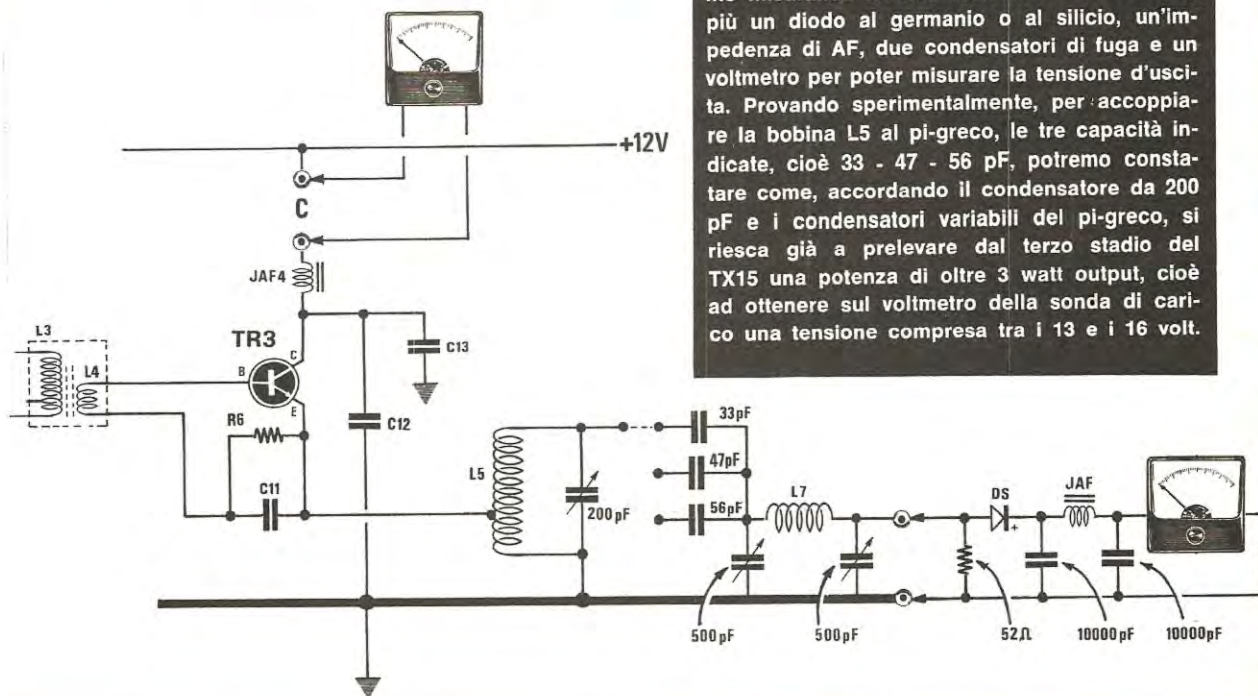 più un diodo al germanio o al silicio, un'im-
pedenza di AF, due condensatori di fuga e un
voltmetro per poter misurare la tensione d'usci-
ta. Provando sperimentalmente, per accoppia-
re la bobina L5 al pi-greco, le tre capacità in-
dicate, cioè 33 - 47 - 56 pF, potremo consta-
tare come, accordando il condensatore da 200
pF e i condensatori variabili del pi-greco, si
riesca già a prelevare dal terzo stadio del
TX15 una potenza di oltre 3 watt output, cioè
ad ottenere sul voltmetro della sonda di cari-
co una tensione compresa tra i 13 e i 16 volt.
+12V
C
JAF4
L3
L4
TR3
B
C
E
R6
C11
C13
C12
L5
200pF
33pF
47pF
56pF
L7
DS
+
JAF
500pF
500pF
52Ω
10000pF
10000pF